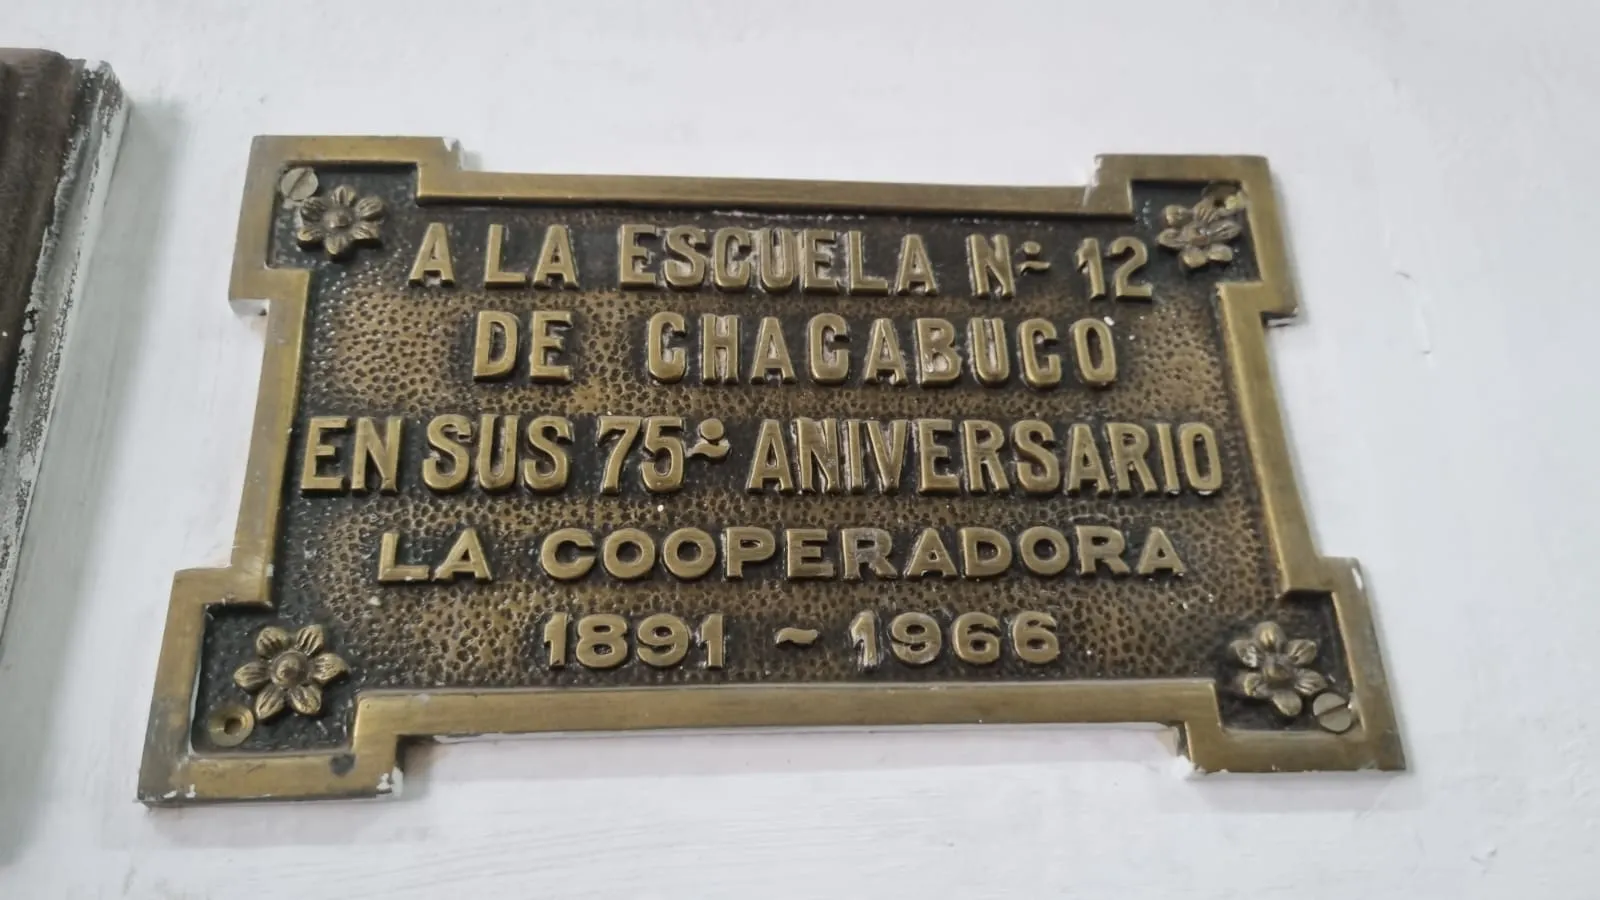 A LA ESCUELA Nº 12
DE CHACABUCO
EN SUS 75º ANIVERSARIO
LA COOPERADORA
1891 ~ 1966